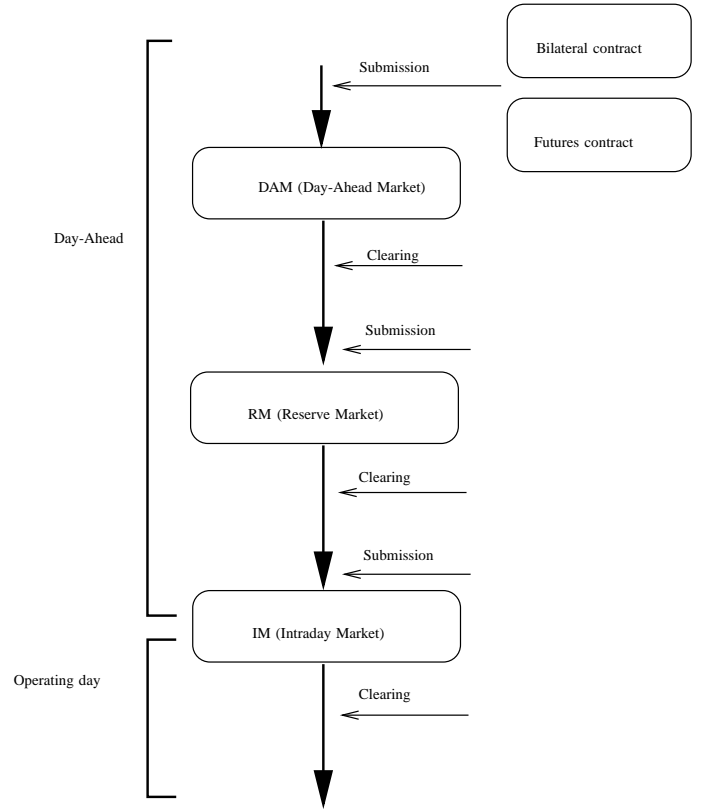 Bilateral contract
Submission
Futures contract
DAM (Day-Ahead Market)
Day-Ahead
Clearing
Submission
RM (Reserve Market)
Clearing
Submission
IM (Intraday Market)
Operating day
Clearing